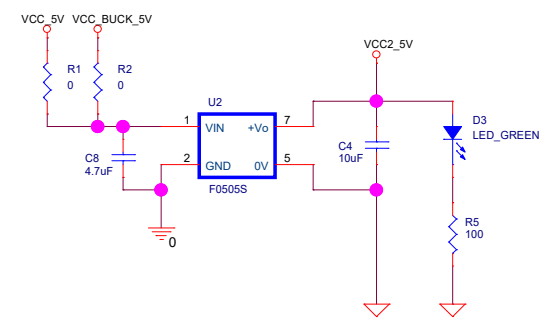 VCC_5V VCC_BUCK_5V
VCC2_5V
R1 R2
0 0
U2
1 VIN +Vo 7
2 GND 0V 5
F0505S
C8
4.7uF
0
C4
10uF
D3
LED_GREEN
R5
100